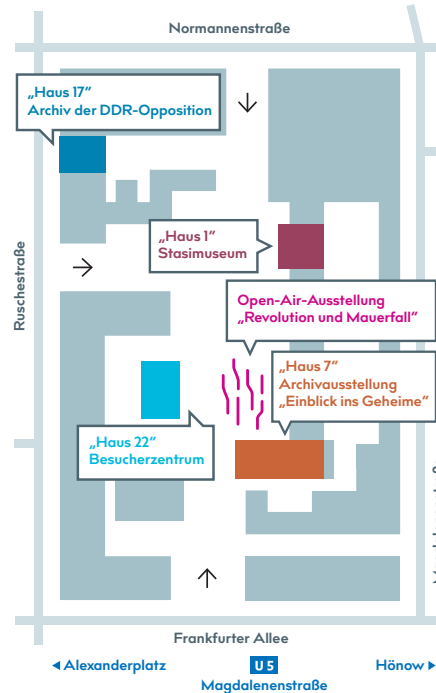 Normannenstraße
„Haus 17“
Archiv der DDR-Opposition
„Haus 1“
Stasimuseum
Ruschestraße
Open-Air-Ausstellung
„Revolution und Mauerfall“
„Haus 7“
Archivausstellung
„Einblick ins Geheime“
„Haus 22“
Besucherzentrum
Frankfurter Allee
Alexanderplatz
U 5
Hönow
Magdalenenstraße